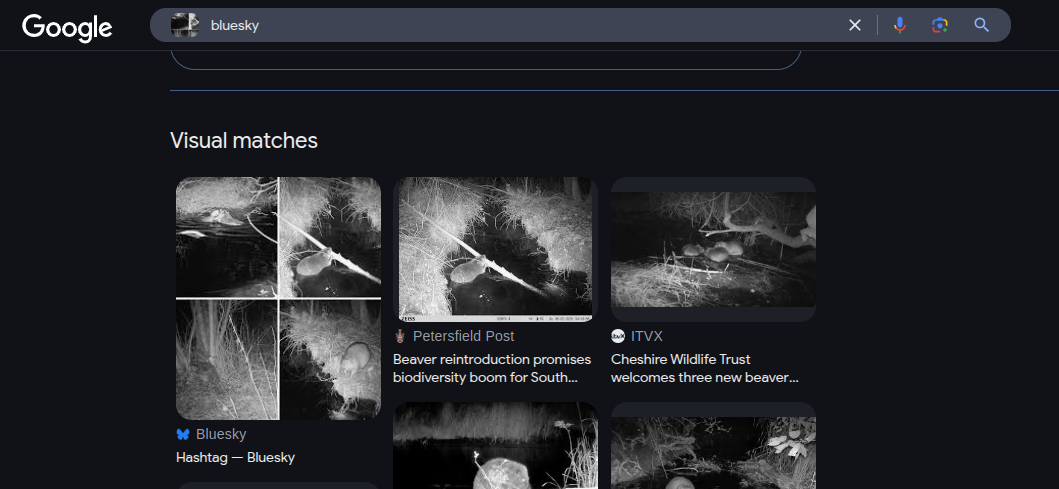 Google
bluesky
Visual matches
Petersfield Post
Beaver reintroduction promises
biodiversity boom for South...
ITVX
Cheshire Wildlife Trust
welcomes three new beaver...
Bluesky
Hashtag — Bluesky